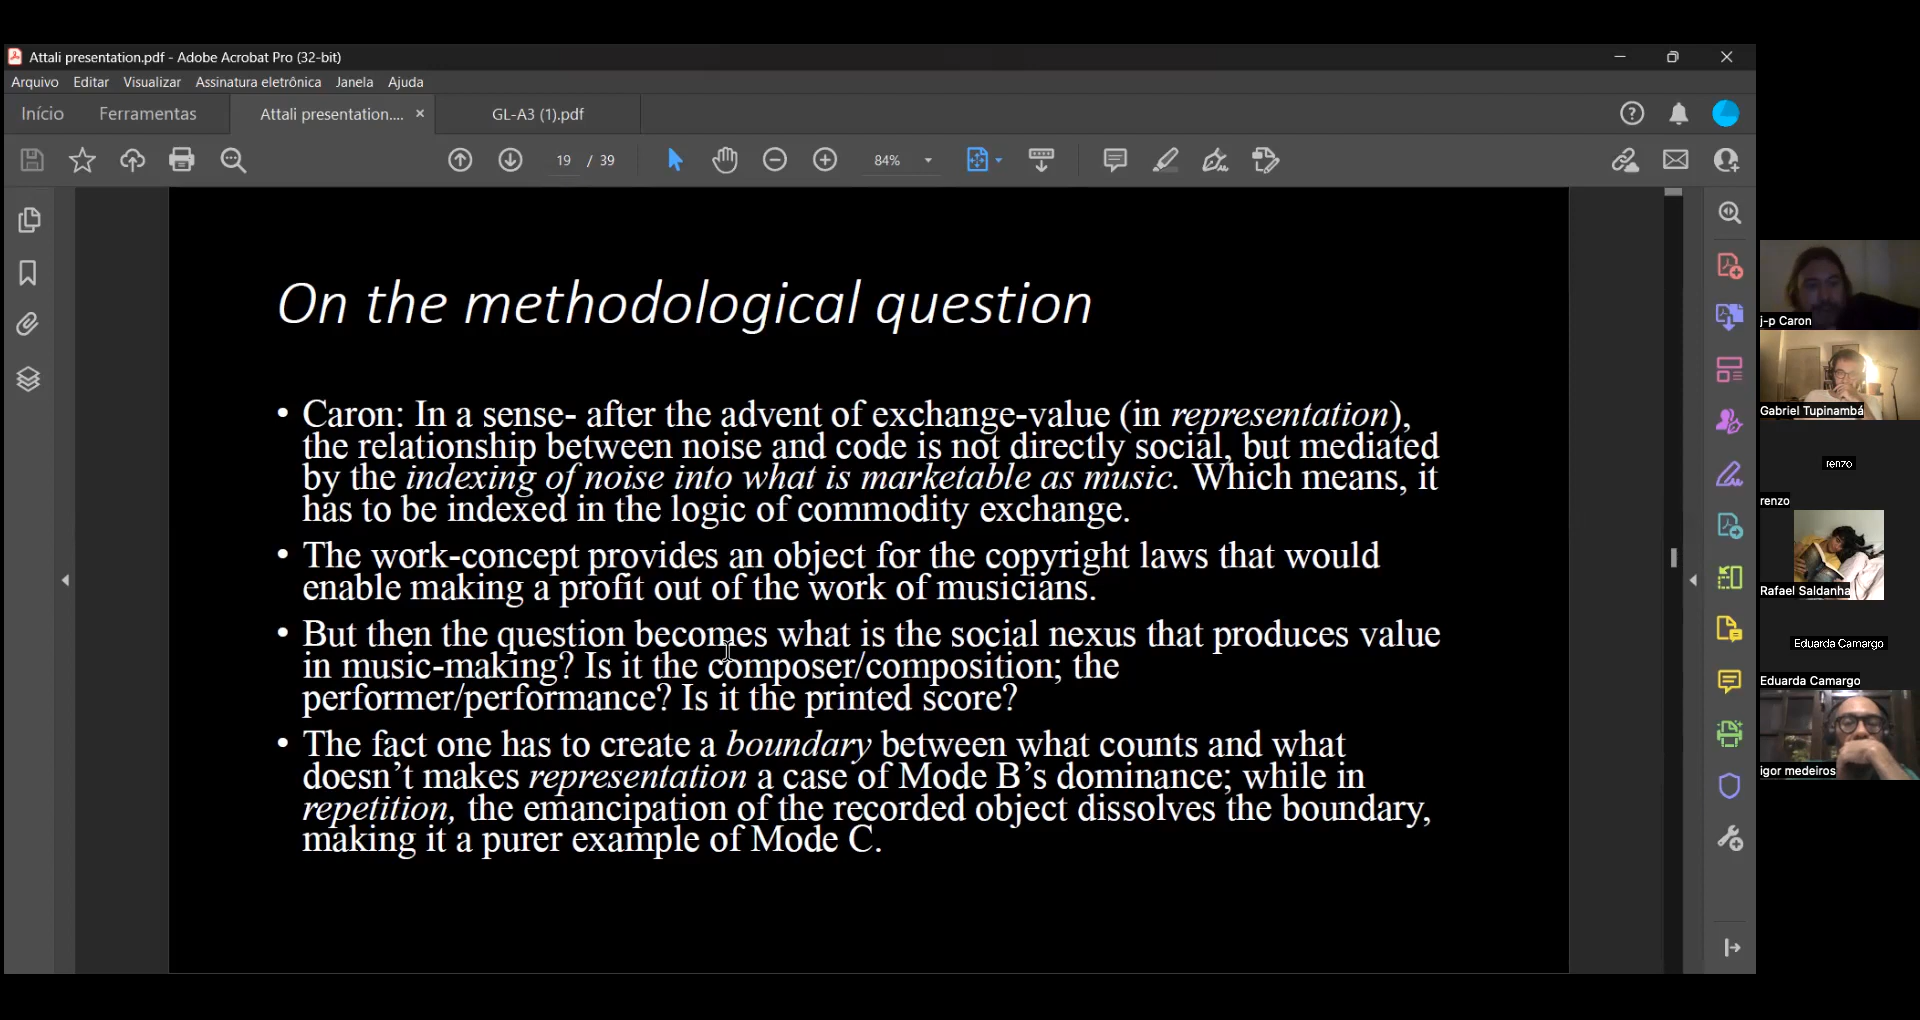 Attali presentation.pdf - Adobe Acrobat Pro (32-bit)
Arquivo Editar Visualizar Assinatura eletrônica Janela Ajuda
Início Ferramentas Attali presentation.... × GL-A3 (1).pdf
19 / 39 84%
On the methodological question
• Caron: In a sense- after the advent of exchange-value (in representation),
the relationship between noise and code is not directly social, but mediated
by the indexing of noise into what is marketable as music. Which means, it
has to be indexed in the logic of commodity exchange.
• The work-concept provides an object for the copyright laws that would
enable making a profit out of the work of musicians.
• But then the question becomes what is the social nexus that produces value
in music-making? Is it the composer/composition; the
performer/performance? Is it the printed score?
• The fact one has to create a boundary between what counts and what
doesn’t makes representation a case of Mode B’s dominance; while in
repetition, the emancipation of the recorded object dissolves the boundary,
making it a purer example of Mode C.
j-p Caron
Gabriel Tupinambá
renzo
renzo
Rafael Saldanha
Eduarda Camargo
Eduarda Camargo
igor medeiros